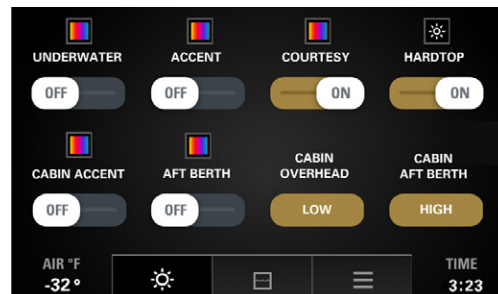 UNDERWATER ACCENT COURTESY HARDTOP
OFF OFF ON ON
CABIN ACCENT AFT BERTH CABIN OVERHEAD CABIN AFT BERTH
OFF OFF LOW HIGH
AIR °F TIME
-32° 3:23